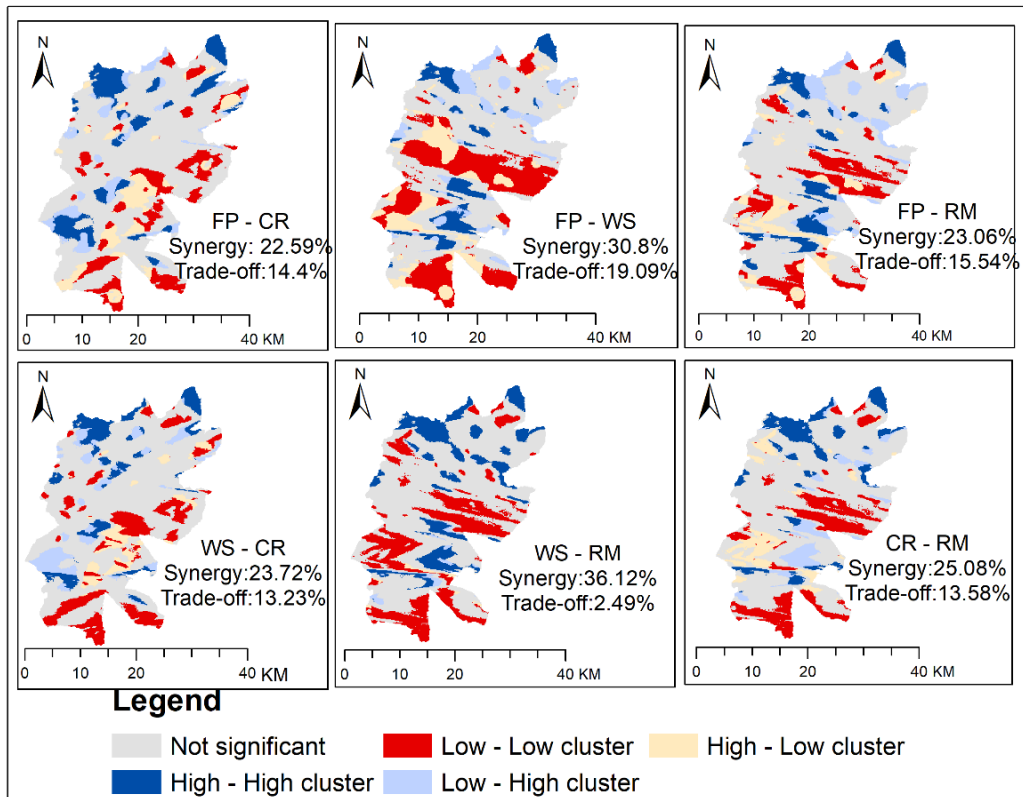 N
FP - CR
Synergy: 22.59%
Trade-off:14.4%
0 10 20 40 KM
N
FP - WS
Synergy:30.8%
Trade-off:19.09%
0 10 20 40 KM
N
FP - RM
Synergy:23.06%
Trade-off:15.54%
0 10 20 40 KM
N
WS - CR
Synergy:23.72%
Trade-off:13.23%
0 10 20 40 KM
N
WS - RM
Synergy:36.12%
Trade-off:2.49%
0 10 20 40 KM
N
CR - RM
Synergy:25.08%
Trade-off:13.58%
0 10 20 40 KM
Legend
Not significant
Low - Low cluster
High - Low cluster
High - High cluster
Low - High cluster